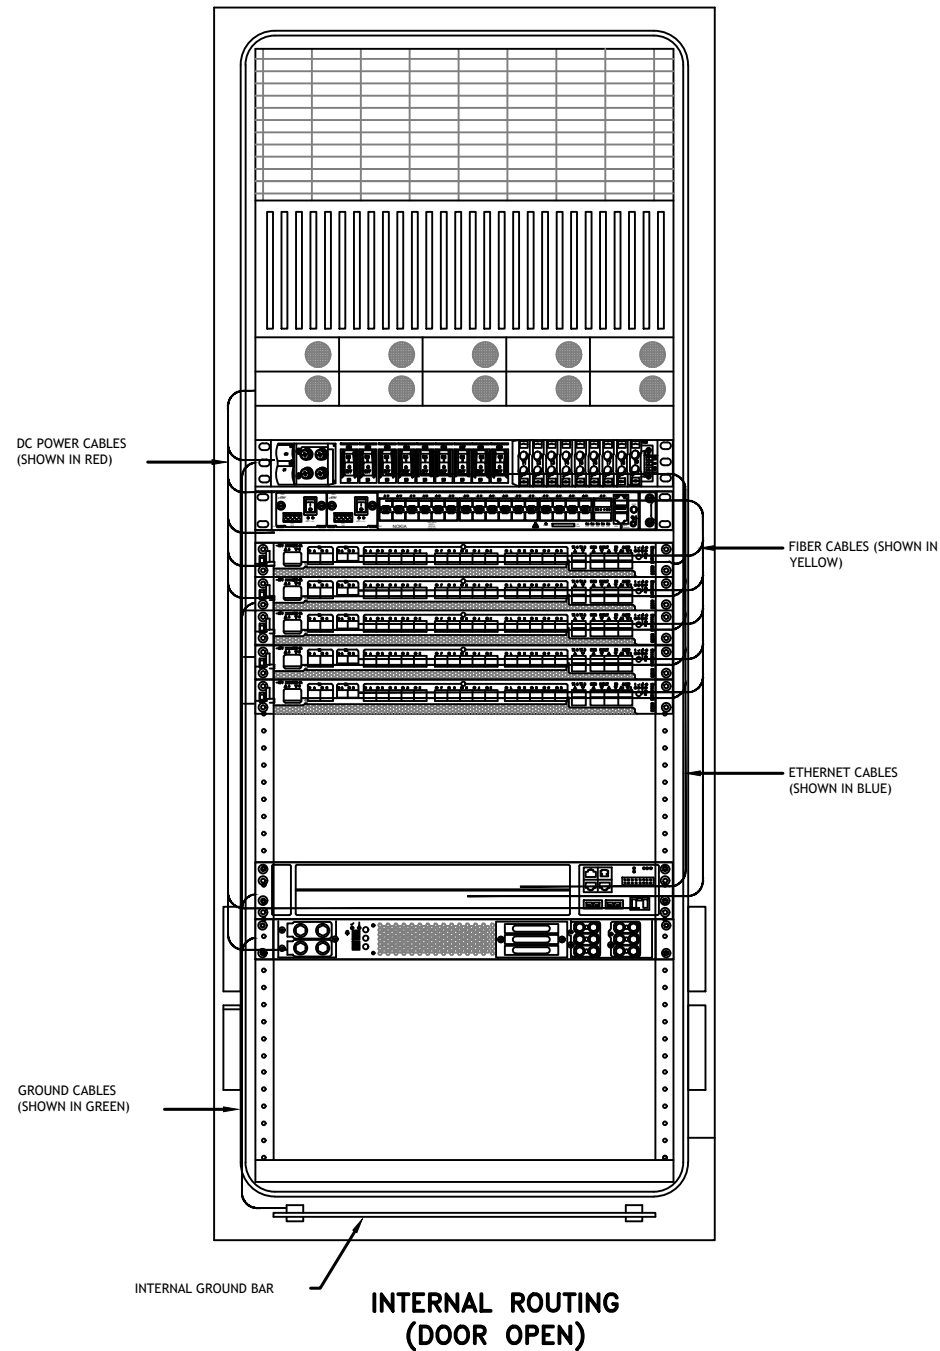 DC POWER CABLES
(SHOWN IN RED)
NOKIA
FIBER CABLES (SHOWN IN
YELLOW)
ETHERNET CABLES
(SHOWN IN BLUE)
GROUND CABLES
(SHOWN IN GREEN)
INTERNAL GROUND BAR
INTERNAL ROUTING
(DOOR OPEN)